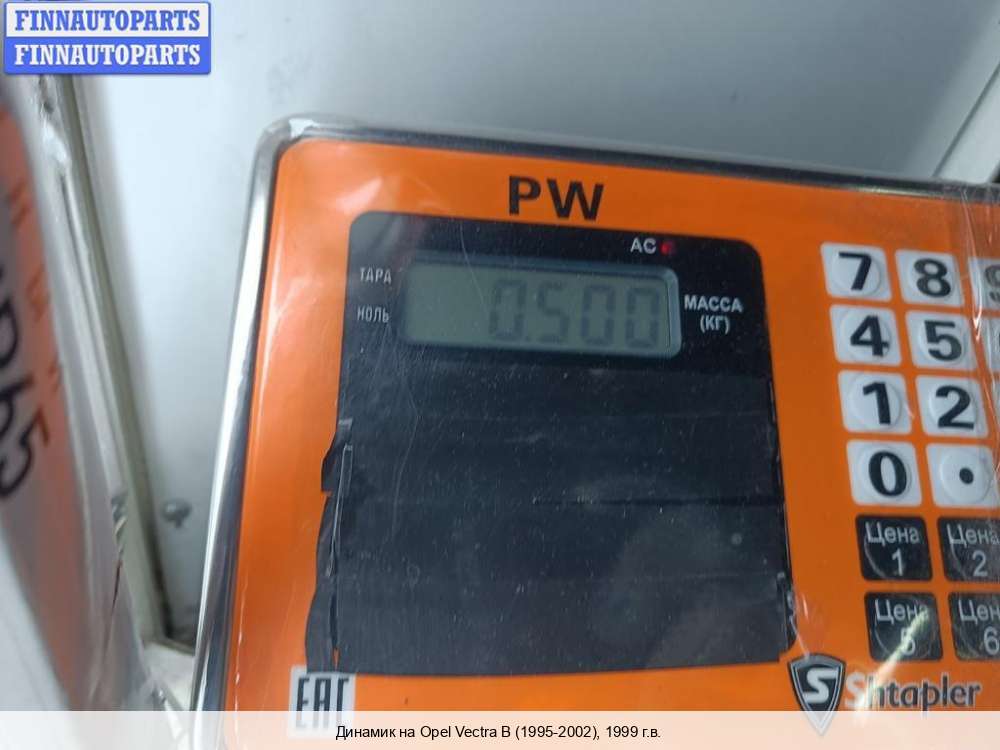 FINNAUTOPARTS
FINNAUTOPARTS
PW
AC
ТАРА
НОЛЬ
0.500
МАССА
(КГ)
7 8 9
4 5
1 2
0 •
Цена 1
Цена 2
Цена 5
Цена 6
EAC
S Shtapler
Динамик на Opel Vectra B (1995-2002), 1999 г.в.